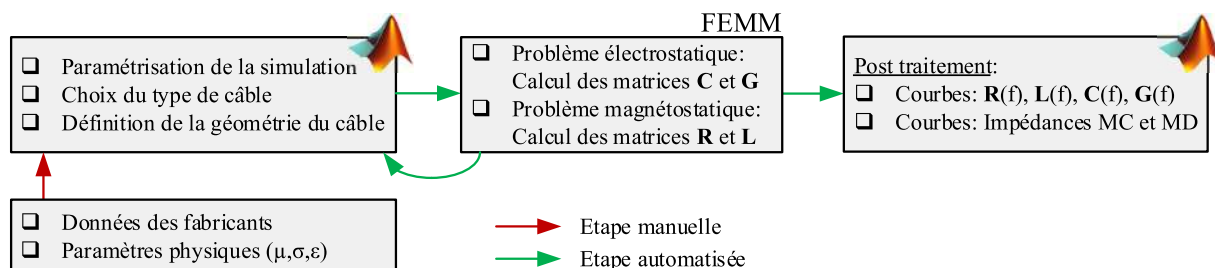 FEMM
Paramétrisation de la simulation
Choix du type de câble
Définition de la géométrie du câble
Problème électrostatique:
Calcul des matrices C et G
Problème magnétostatique:
Calcul des matrices R et L
Post traitement:
Courbes: R(f), L(f), C(f), G(f)
Courbes: Impédances MC et MD
Données des fabricants
Paramètres physiques (μ,σ,ε)
Etape manuelle
Etape automatisée